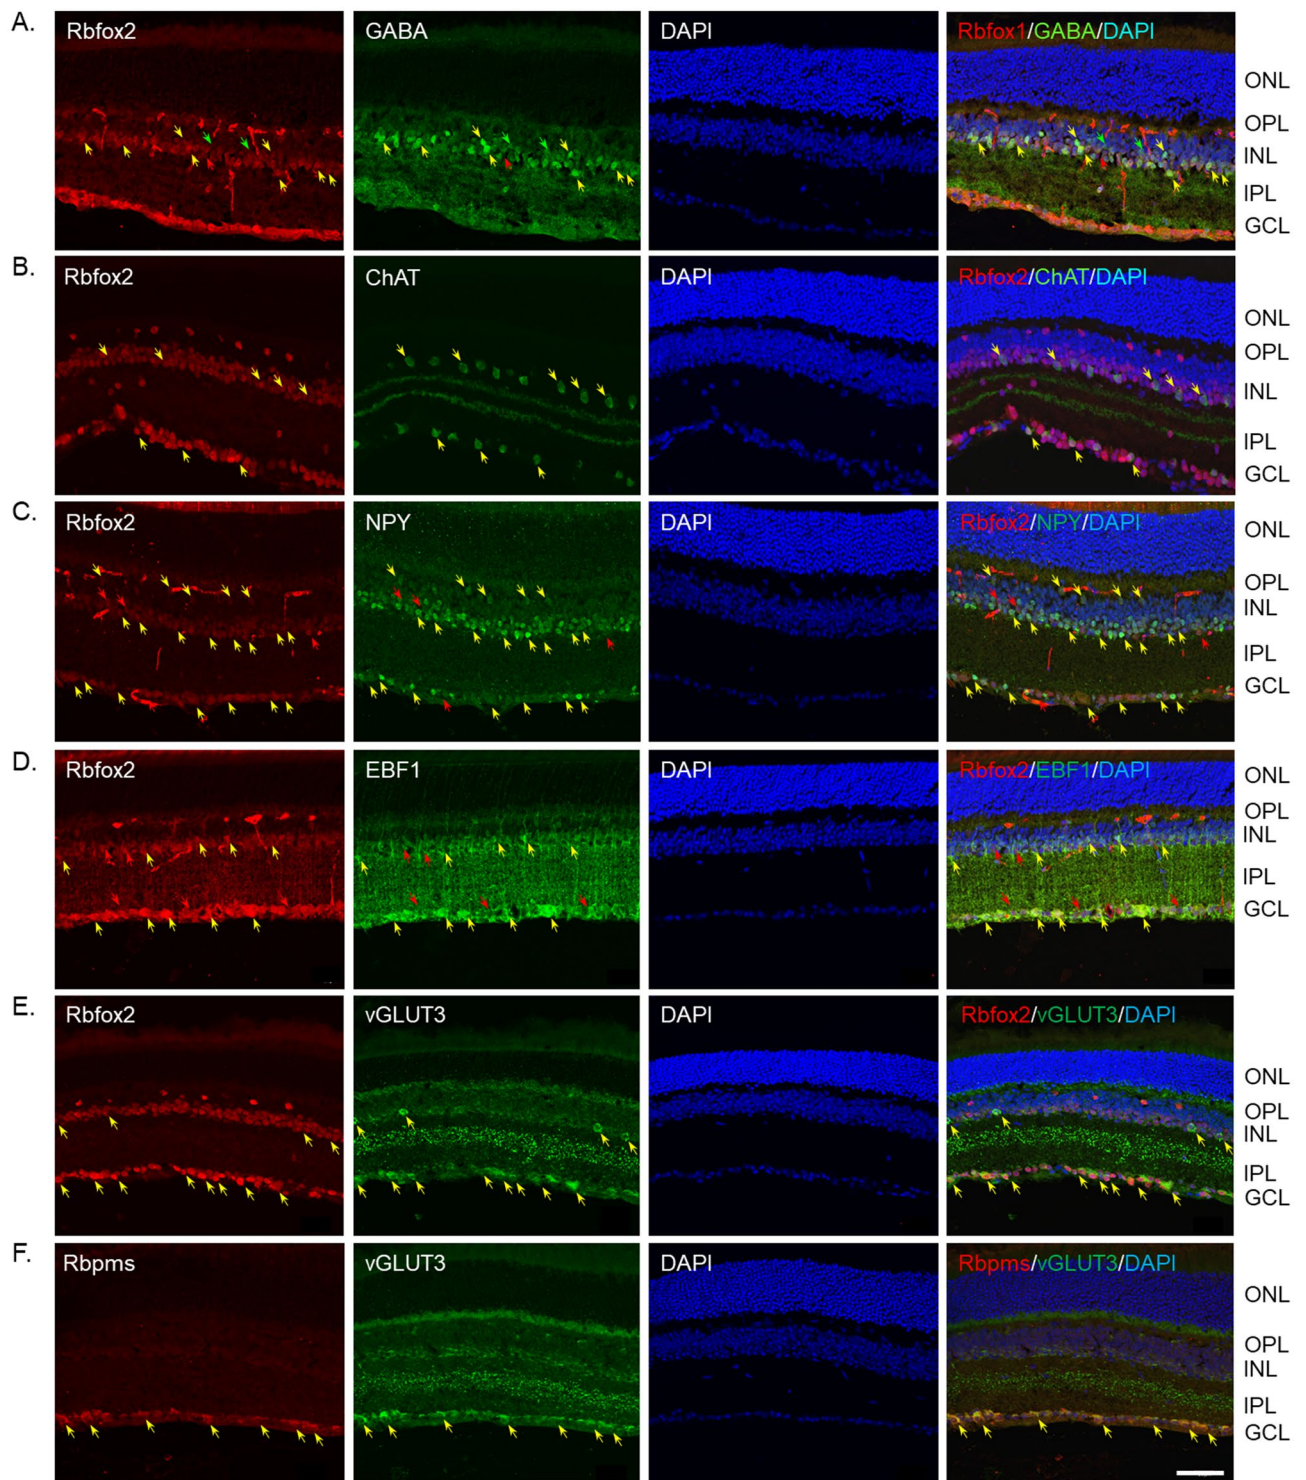 A.
Rbfox2 GABA DAPI Rbfox1/GABA/DAPI
ONL
OPL
INL
IPL
GCL
B.
Rbfox2 ChAT DAPI Rbfox2/ChAT/DAPI
ONL
OPL
INL
IPL
GCL
C.
Rbfox2 NPY DAPI Rbfox2/NPY/DAPI
ONL
OPL
INL
IPL
GCL
D.
Rbfox2 EBF1 DAPI Rbfox2/EBF1/DAPI
ONL
OPL
INL
IPL
GCL
E.
Rbfox2 vGLUT3 DAPI Rbfox2/vGLUT3/DAPI
ONL
OPL
INL
IPL
GCL
F.
Rbpms vGLUT3 DAPI Rbpms/vGLUT3/DAPI
ONL
OPL
INL
IPL
GCL